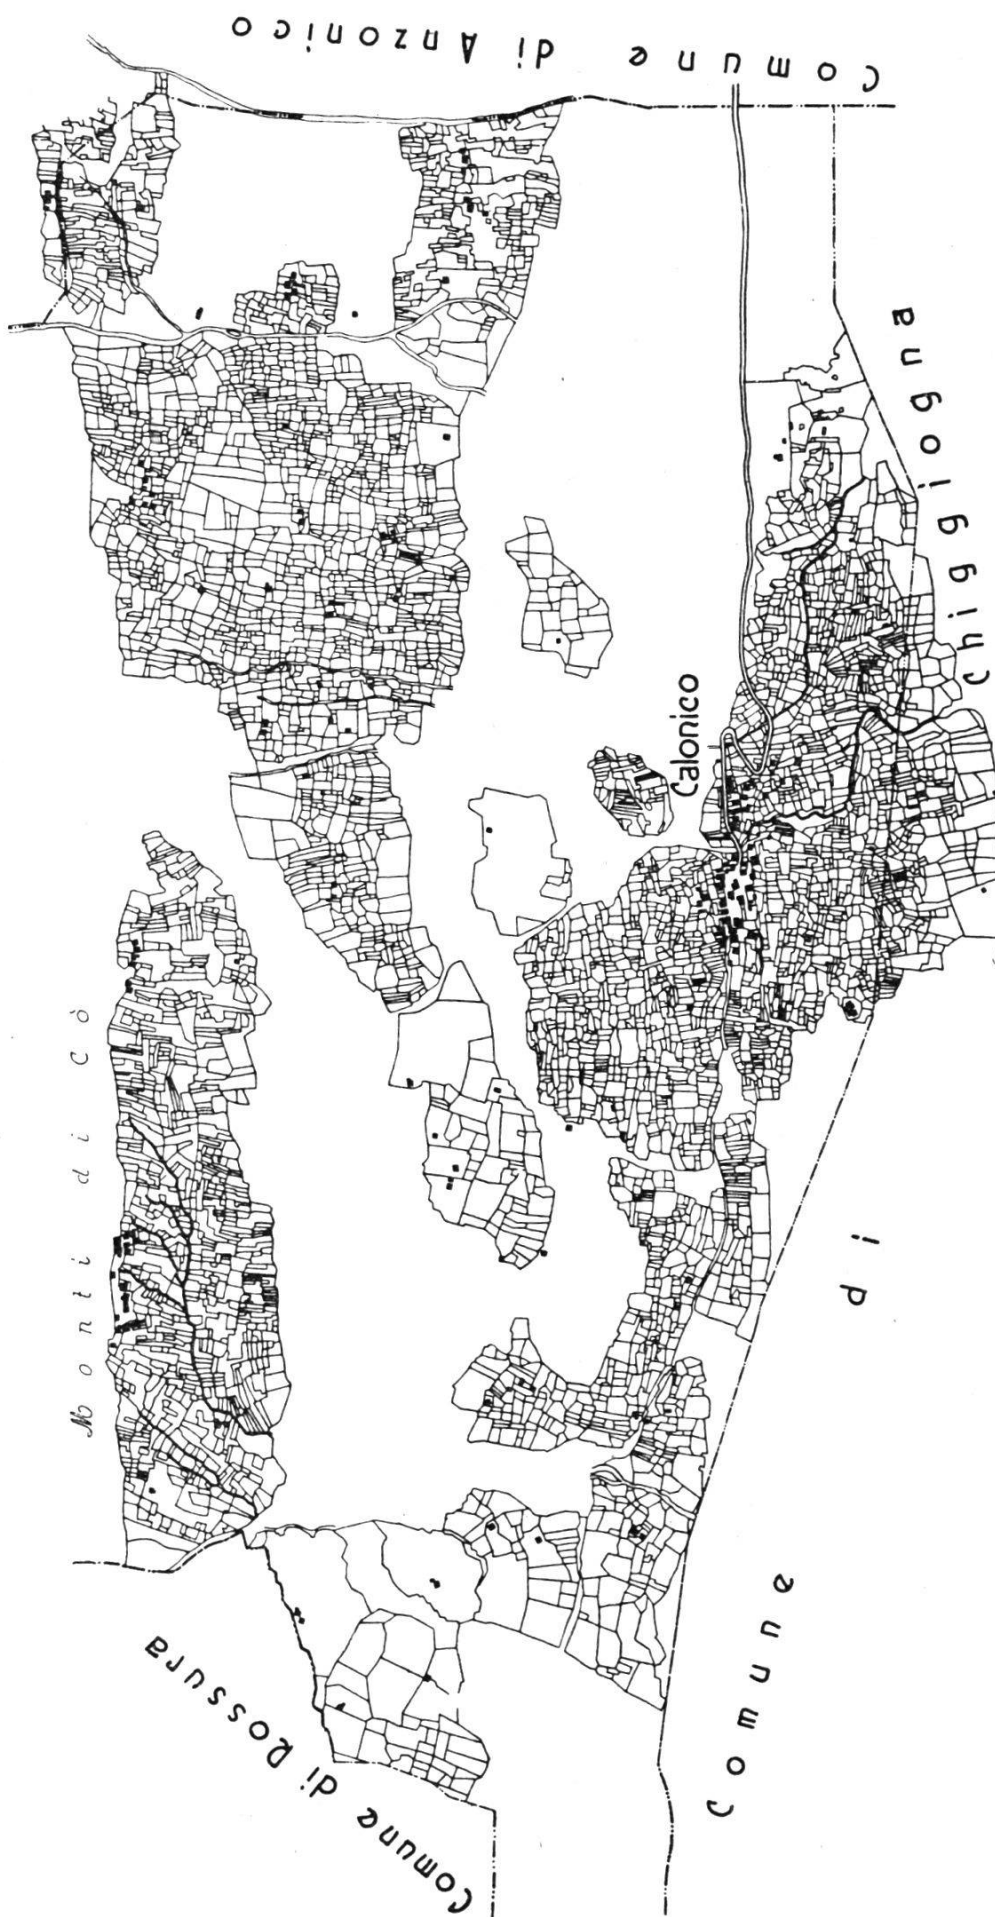 Comune di Anzonico
Calonico
Monti di Cò
Comune di Chiggiogna
Comune di Rossura